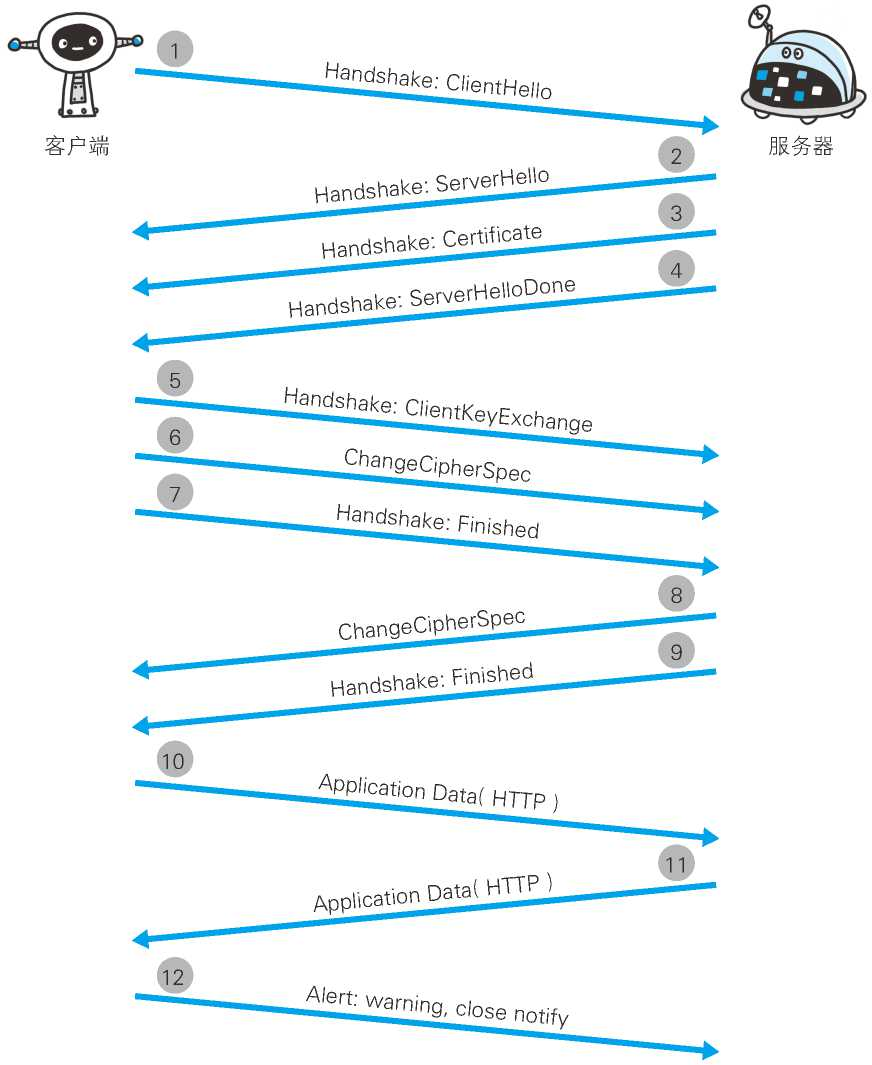 1
Handshake: ClientHello
客户端
服务器
2
Handshake: ServerHello
3
Handshake: Certificate
4
Handshake: ServerHelloDone
5
Handshake: ClientKeyExchange
6
ChangeCipherSpec
7
Handshake: Finished
8
ChangeCipherSpec
9
Handshake: Finished
10
Application Data( HTTP )
11
Application Data( HTTP )
12
Alert: warning, close notify